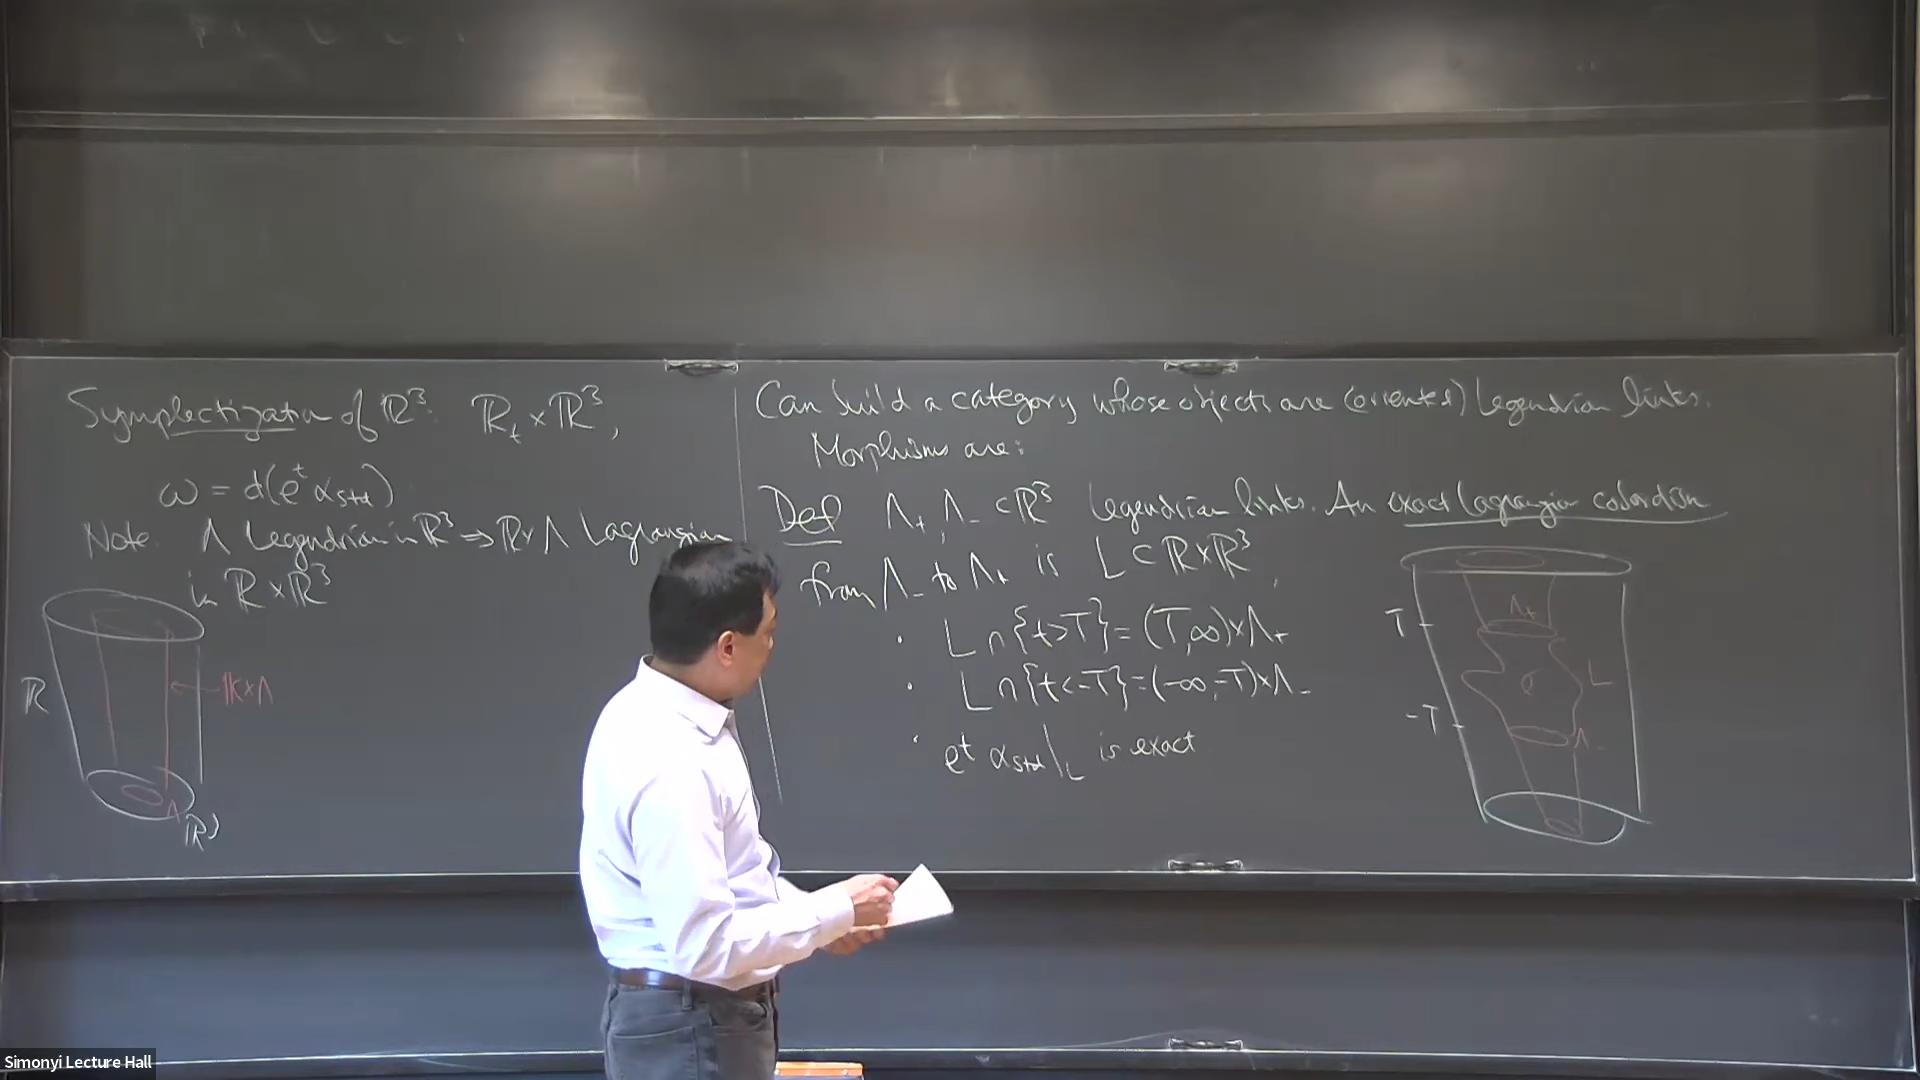 Symplectization of ℝ³: ℝ_t × ℝ³,
ω = d(e^t α_std)
Note. Λ Legendrian in ℝ³ ⇒ ℝ×Λ Lagrangian
in ℝ × ℝ³
ℝ
ℝ×Λ
Λ
ℝ³
Can build a category whose objects are (oriented) Legendrian links.
Morphisms are:
Def Λ₊, Λ₋ ⊂ ℝ³ Legendrian links. An exact Lagrangian cobordism
from Λ₋ to Λ₊ is L ⊂ ℝ×ℝ³,
· L ∩ {t>T} = (T,∞)×Λ₊
· L ∩ {t<-T} = (-∞,-T)×Λ₋
· e^t α_std|_L is exact
T
Λ₊
L
-T
Λ₋
Simonyi Lecture Hall